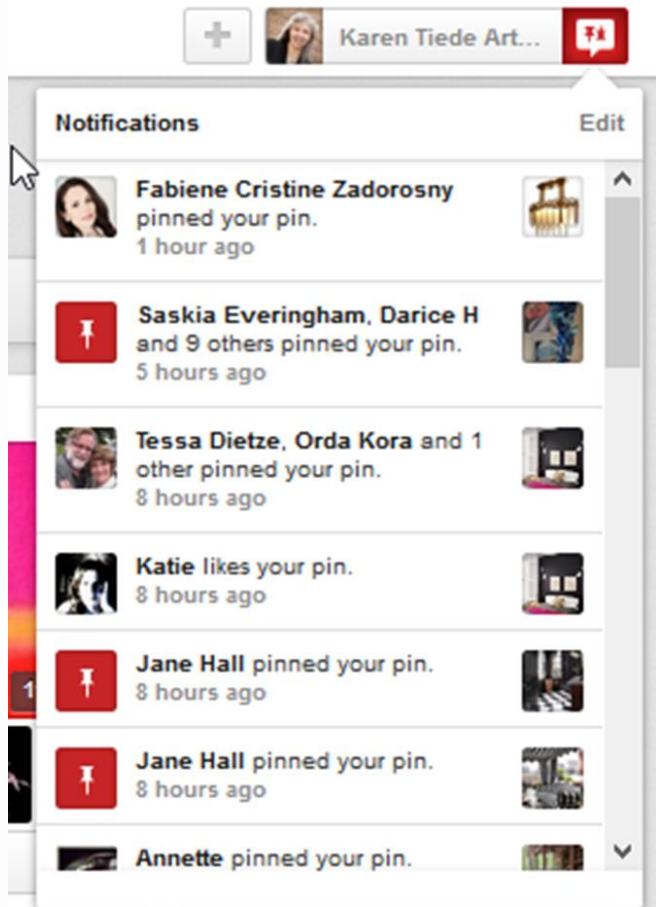 Karen Tiede Art...
Notifications
Edit
Fabiene Cristine Zadorosny
pinned your pin.
1 hour ago
Saskia Everingham, Darice H
and 9 others pinned your pin.
5 hours ago
Tessa Dietze, Orda Kora and 1
other pinned your pin.
8 hours ago
Katie likes your pin.
8 hours ago
Jane Hall pinned your pin.
8 hours ago
1
Jane Hall pinned your pin.
8 hours ago
Annette pinned your pin.